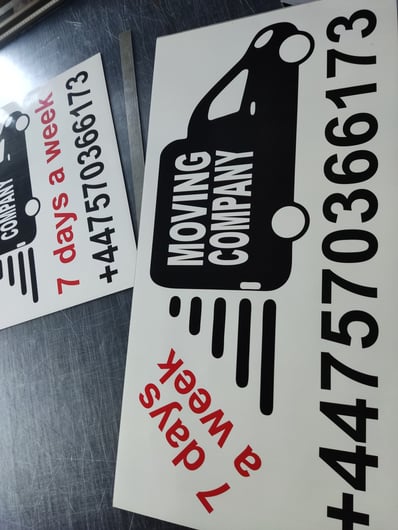 COMPANY
7 days a week
+447570366173
MOVING
COMPANY
7 days
a week
+447570366173